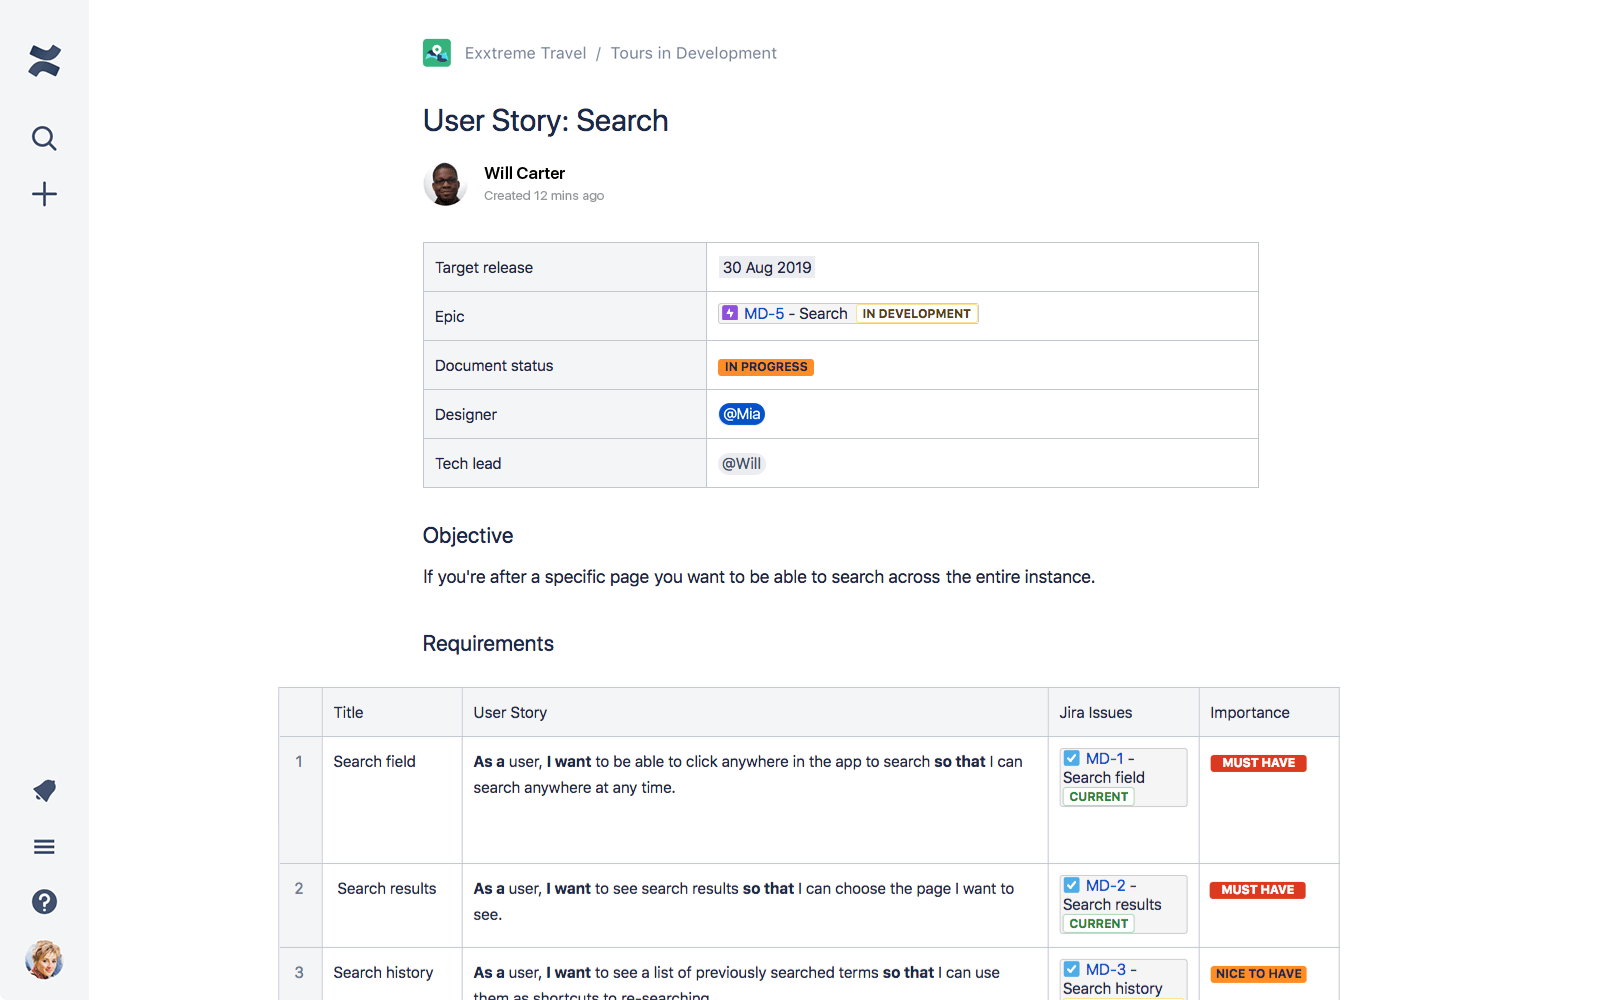 Exxtreme Travel / Tours in Development
User Story: Search
Will Carter
Created 12 mins ago
Target release 30 Aug 2019
Epic MD-5 - Search IN DEVELOPMENT
Document status IN PROGRESS
Designer @Mia
Tech lead @Will
Objective
If you're after a specific page you want to be able to search across the entire instance.
Requirements
Title User Story Jira Issues Importance
1 Search field As a user, I want to be able to click anywhere in the app to search so that I can MD-1 - MUST HAVE
search anywhere at any time. Search field
CURRENT
2 Search results As a user, I want to see search results so that I can choose the page I want to MD-2 - MUST HAVE
see. Search results
CURRENT
3 Search history As a user, I want to see a list of previously searched terms so that I can use MD-3 - NICE TO HAVE
them as shortcuts to re-searching Search history